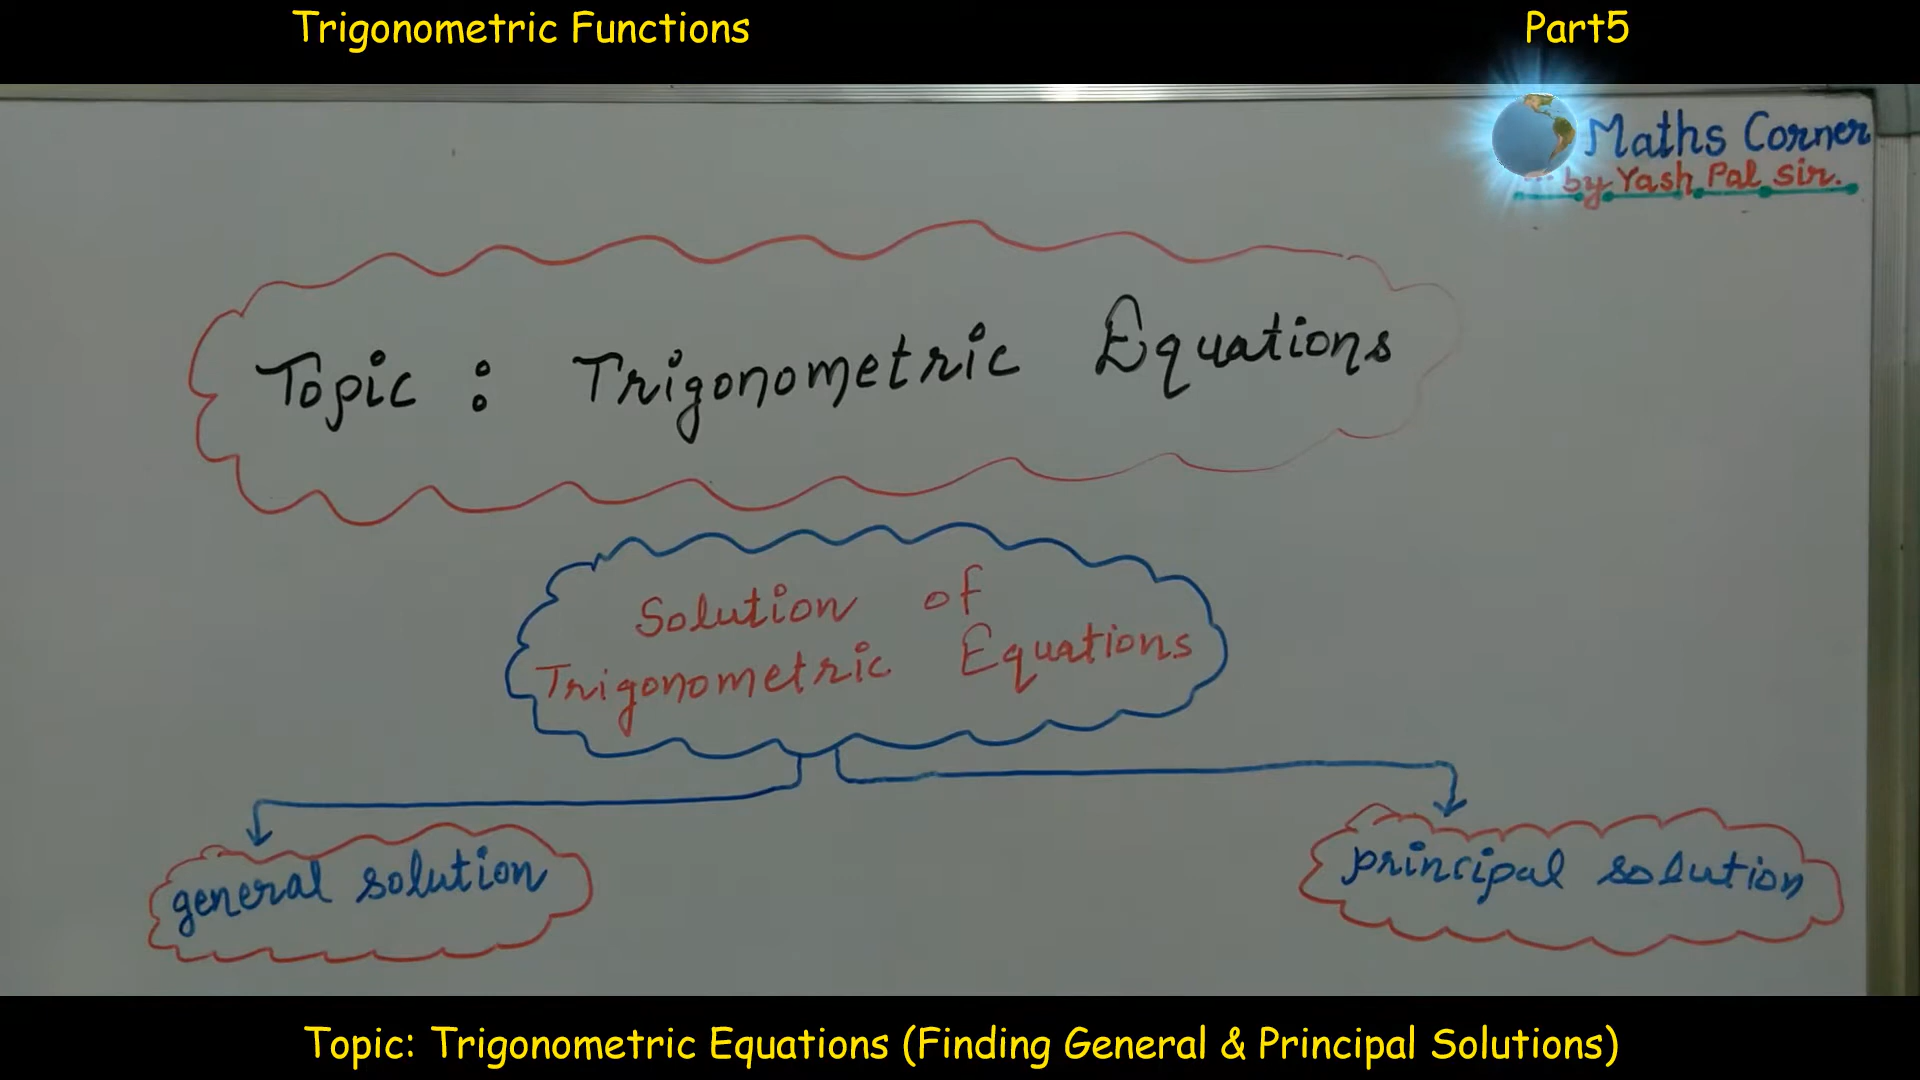 Trigonometric Functions
Part5
Maths Corner
... by Yash Pal Sir.
Topic : Trigonometric Equations
Solution of
Trigonometric Equations
general solution
principal solution
Topic: Trigonometric Equations (Finding General & Principal Solutions)